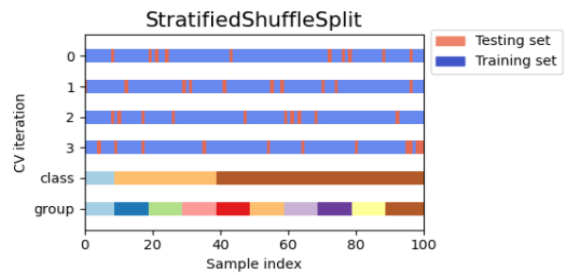 StratifiedShuffleSplit
Testing set
Training set
CV iteration
0
1
2
3
class
group
0 20 40 60 80 100
Sample index